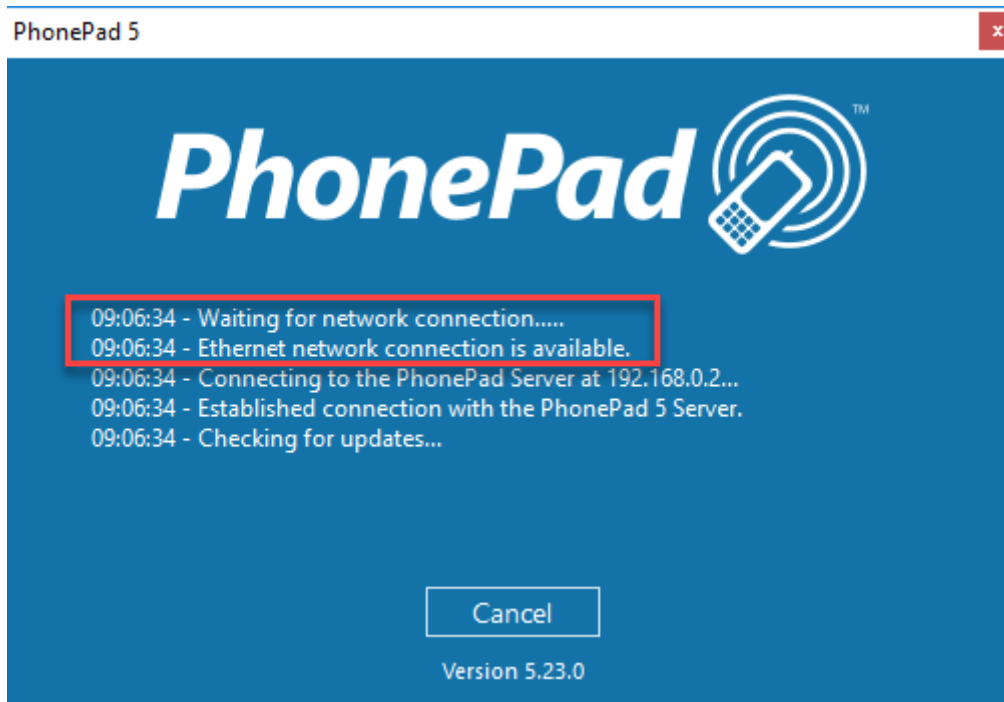 PhonePad 5
x
PhonePad
TM
09:06:34 - Waiting for network connection.....
09:06:34 - Ethernet network connection is available.
09:06:34 - Connecting to the PhonePad Server at 192.168.0.2...
09:06:34 - Established connection with the PhonePad 5 Server.
09:06:34 - Checking for updates...
Cancel
Version 5.23.0